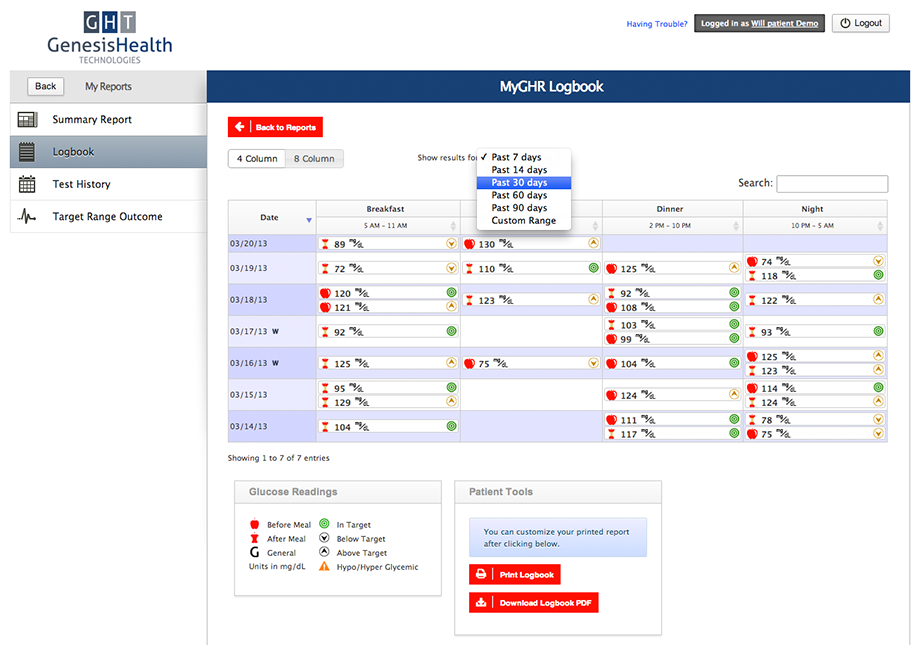 GHT
GenesisHealth
TECHNOLOGIES
Having Trouble?
Logged in as Will patient Demo
Logout
Back
My Reports
MyGHR Logbook
Summary Report
Logbook
Test History
Target Range Outcome
Back to Reports
4 Column
8 Column
Show results for
✓ Past 7 days
Past 14 days
Past 30 days
Past 60 days
Past 90 days
Custom Range
Search:
Date
Breakfast
Dinner
Night
5 AM - 11 AM
2 PM - 10 PM
10 PM - 5 AM
03/20/13
89 mg/dL
130 mg/dL
03/19/13
72 mg/dL
110 mg/dL
125 mg/dL
74 mg/dL
118 mg/dL
03/18/13
120 mg/dL
121 mg/dL
123 mg/dL
92 mg/dL
108 mg/dL
122 mg/dL
03/17/13 W
92 mg/dL
103 mg/dL
99 mg/dL
93 mg/dL
03/16/13 W
125 mg/dL
75 mg/dL
104 mg/dL
125 mg/dL
123 mg/dL
03/15/13
95 mg/dL
129 mg/dL
124 mg/dL
114 mg/dL
124 mg/dL
03/14/13
104 mg/dL
111 mg/dL
117 mg/dL
78 mg/dL
75 mg/dL
Showing 1 to 7 of 7 entries
Glucose Readings
Before Meal
In Target
After Meal
Below Target
G General
Above Target
Units in mg/dL
Hypo/Hyper Glycemic
Patient Tools
You can customize your printed report
after clicking below.
Print Logbook
Download Logbook PDF